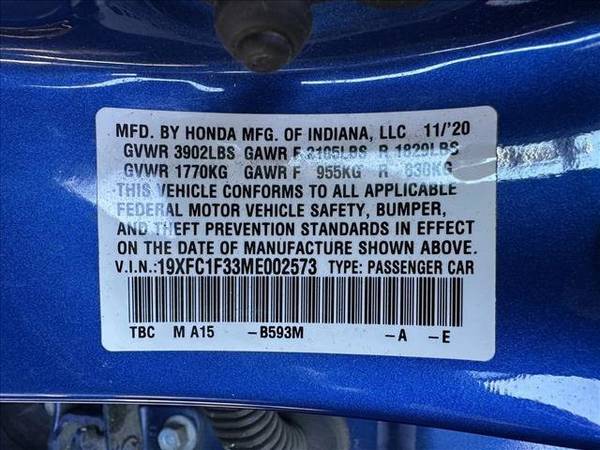 MFD. BY HONDA MFG. OF INDIANA, LLC 11/'20
GVWR 3902LBS GAWR F 2105LBS R 1829LBS
GVWR 1770KG GAWR F 955KG R 830KG
THIS VEHICLE CONFORMS TO ALL APPLICABLE
FEDERAL MOTOR VEHICLE SAFETY, BUMPER,
AND THEFT PREVENTION STANDARDS IN EFFECT
ON THE DATE OF MANUFACTURE SHOWN ABOVE.
V.I.N.:19XFC1F33ME002573 TYPE: PASSENGER CAR
TBC M A15 -B593M -A -E